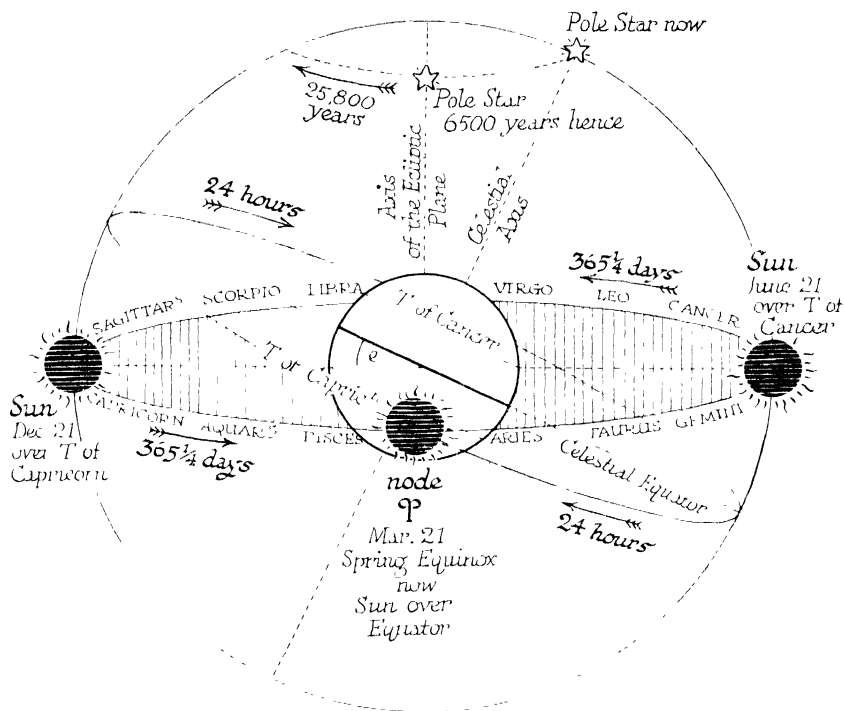 Pole Star now
25,800
years
Pole Star
6500 years hence
24 hours
Axis
of the Ecliptic
Plane
Celestial
Axis
365¼ days
Sun
June 21
over T of
Cancer
SAGITTARS SCORPIO LIBRA
VIRGO LEO CANCER
T of Cancer
T of Capric
e
CAPRICORN AQUARS PISCES
ARIES TAURUS GEMINI
Sun
Dec 21
over T of
Capricorn
365¼ days
Celestial Equator
24 hours
node
♈
Mar. 21
Spring Equinox
now
Sun over
Equator